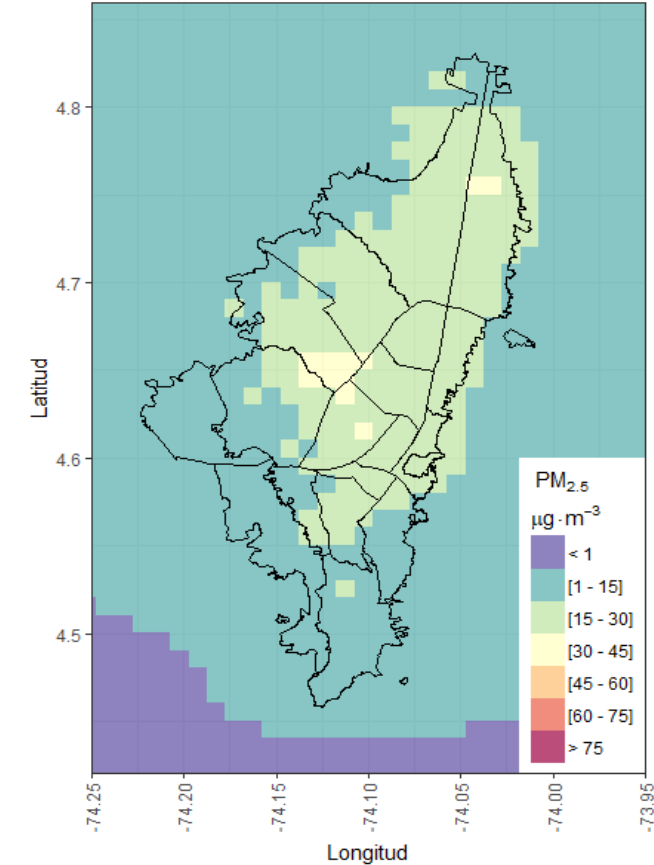 4.8
4.7
4.6
4.5
Latitud
-74.25
-74.20
-74.15
-74.10
-74.05
-74.00
-73.95
Longitud
PM2.5
μg·m−3
< 1
[1 - 15]
[15 - 30]
[30 - 45]
[45 - 60]
[60 - 75]
> 75